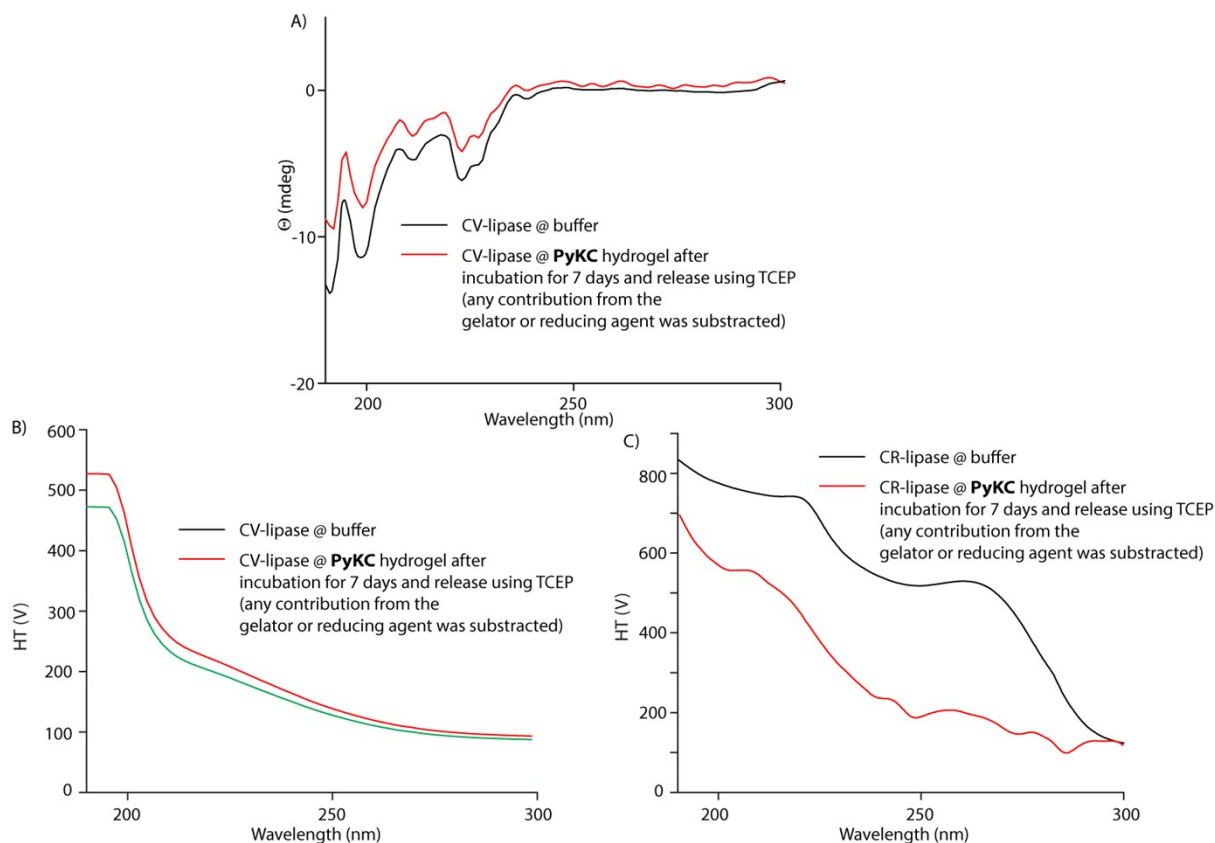 A)
0
-10
-20
Θ (mdeg)
CV-lipase @ buffer
CV-lipase @ PyKC hydrogel after
incubation for 7 days and release using TCEP
(any contribution from the
gelator or reducing agent was substracted)
200
250
300
Wavelength (nm)
B)
600
500
400
300
200
100
0
HT (V)
CV-lipase @ buffer
CV-lipase @ PyKC hydrogel after
incubation for 7 days and release using TCEP
(any contribution from the
gelator or reducing agent was substracted)
200
250
300
Wavelength (nm)
C)
800
600
400
200
0
HT (V)
CR-lipase @ buffer
CR-lipase @ PyKC hydrogel after
incubation for 7 days and release using TCEP
(any contribution from the
gelator or reducing agent was substracted)
200
250
300
Wavelength (nm)